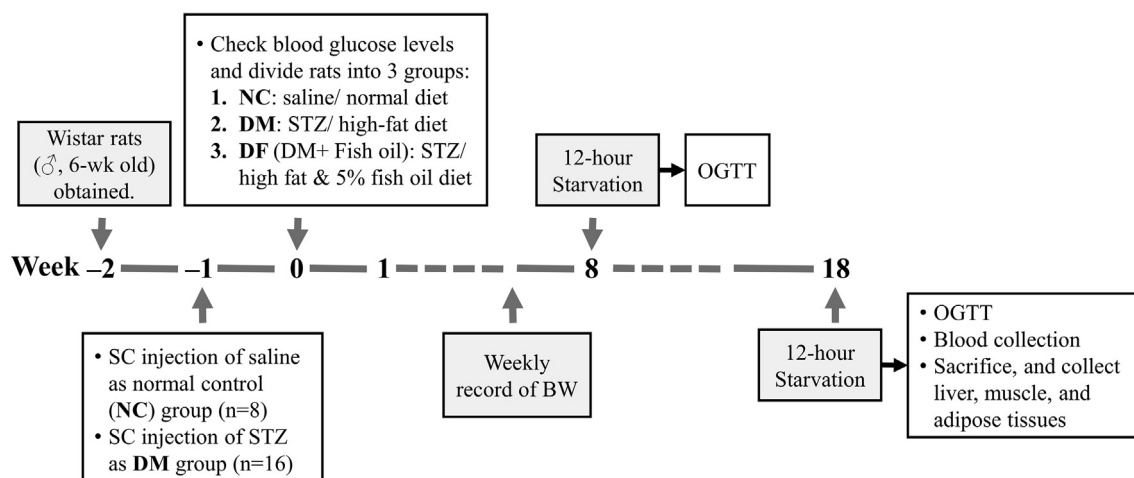 • Check blood glucose levels
and divide rats into 3 groups:
1. NC: saline/ normal diet
2. DM: STZ/ high-fat diet
3. DF (DM+ Fish oil): STZ/
high fat & 5% fish oil diet
Wistar rats
(♂, 6-wk old)
obtained.
12-hour
Starvation
OGTT
Week –2 –1 0 1 8 18
• SC injection of saline
as normal control
(NC) group (n=8)
• SC injection of STZ
as DM group (n=16)
Weekly
record of BW
12-hour
Starvation
• OGTT
• Blood collection
• Sacrifice, and collect
liver, muscle, and
adipose tissues